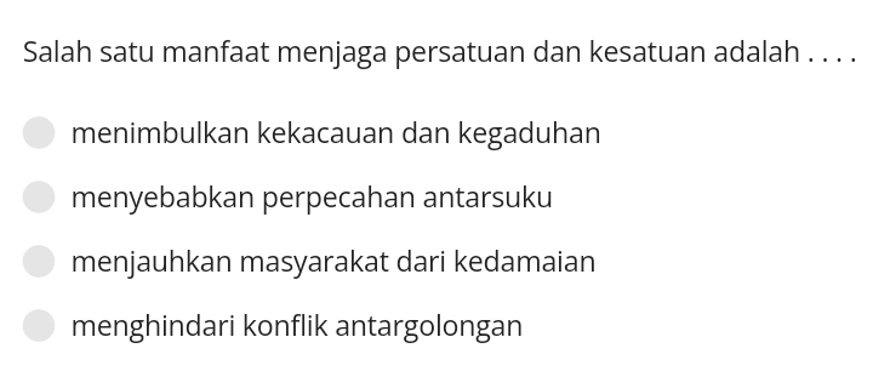 Salah satu manfaat menjaga persatuan dan kesatuan adalah . . . .
menimbulkan kekacauan dan kegaduhan
menyebabkan perpecahan antarsuku
menjauhkan masyarakat dari kedamaian
menghindari konflik antargolongan